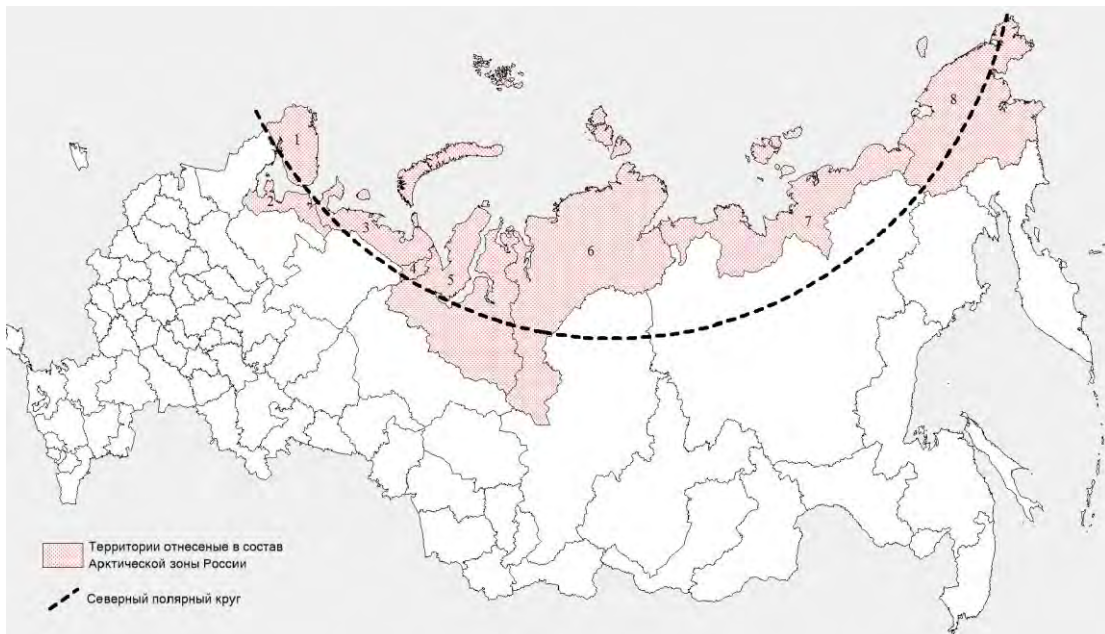 8
1
2
3
6
7
4
5
Территории отнесеные в состав
Арктической зоны России
Северный полярный круг